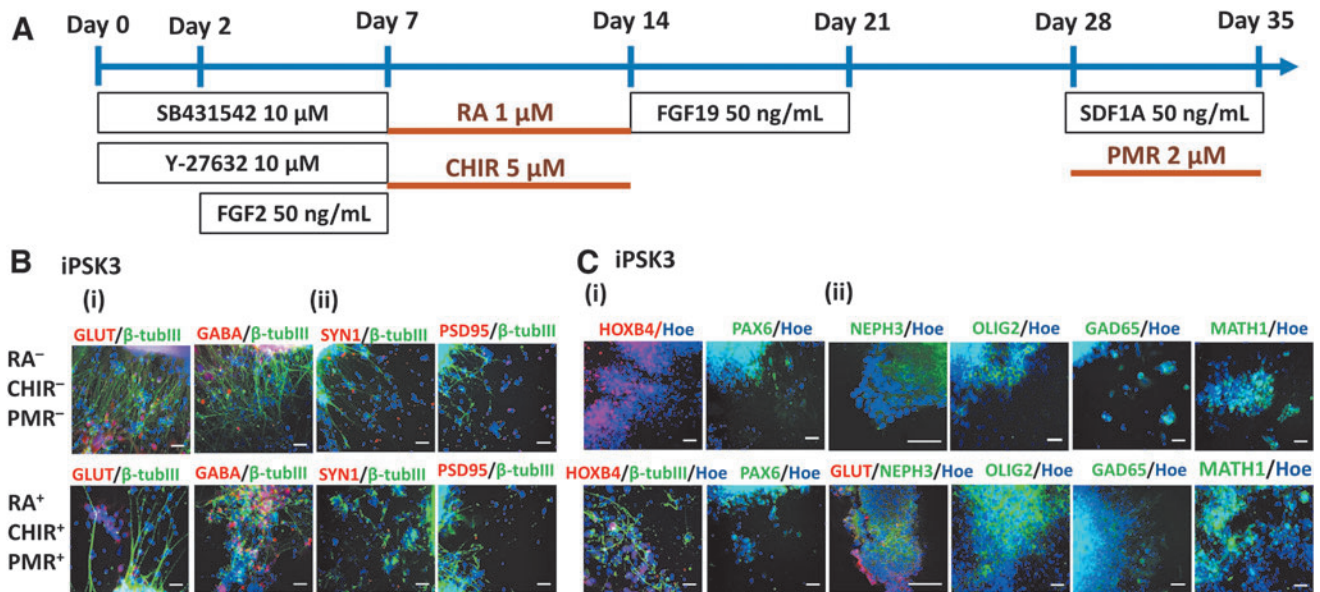 A
Day 0 Day 2 Day 7 Day 14 Day 21 Day 28 Day 35
SB431542 10 µM RA 1 µM FGF19 50 ng/mL SDF1A 50 ng/mL
Y-27632 10 µM CHIR 5 µM PMR 2 µM
FGF2 50 ng/mL
B iPSK3
(i) (ii)
GLUT/β-tubIII GABA/β-tubIII SYN1/β-tubIII PSD95/β-tubIII
RA⁻
CHIR⁻
PMR⁻
GLUT/β-tubIII GABA/β-tubIII SYN1/β-tubIII PSD95/β-tubIII
RA⁺
CHIR⁺
PMR⁺
C iPSK3
(i) (ii)
HOXB4/Hoe PAX6/Hoe NEPH3/Hoe OLIG2/Hoe GAD65/Hoe MATH1/Hoe
HOXB4/β-tubIII/Hoe PAX6/Hoe GLUT/NEPH3/Hoe OLIG2/Hoe GAD65/Hoe MATH1/Hoe